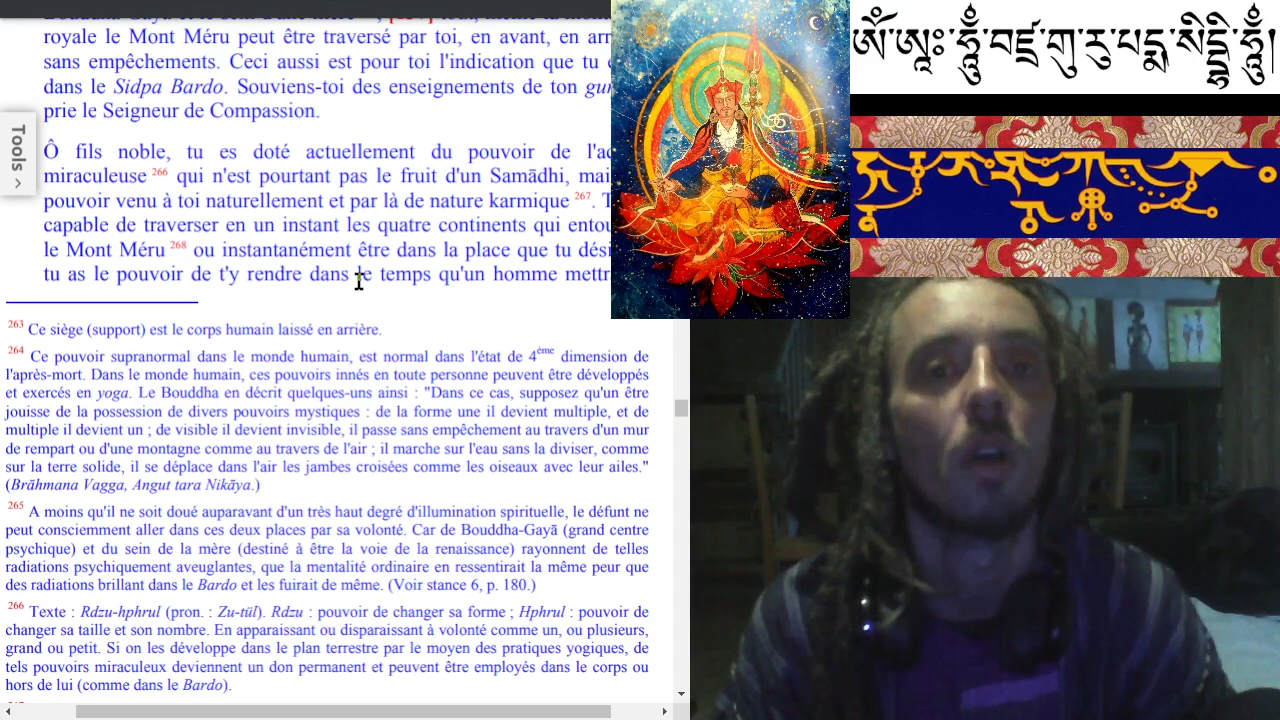 royale le Mont Méru peut être traversé par toi, en avant, en arr
sans empêchements. Ceci aussi est pour toi l'indication que tu
dans le Sidpa Bardo. Souviens-toi des enseignements de ton gur
prie le Seigneur de Compassion.
Ô fils noble, tu es doté actuellement du pouvoir de l'ac
miraculeuse 266 qui n'est pourtant pas le fruit d'un Samādhi, mai
pouvoir venu à toi naturellement et par là de nature karmique 267. T
capable de traverser en un instant les quatre continents qui entou
le Mont Méru 268 ou instantanément être dans la place que tu dési
tu as le pouvoir de t'y rendre dans le temps qu'un homme mettr
263 Ce siège (support) est le corps humain laissé en arrière.
264 Ce pouvoir supranormal dans le monde humain, est normal dans l'état de 4ème dimension de
l'après-mort. Dans le monde humain, ces pouvoirs innés en toute personne peuvent être développés
et exercés en yoga. Le Bouddha en décrit quelques-uns ainsi : "Dans ce cas, supposez qu'un être
jouisse de la possession de divers pouvoirs mystiques : de la forme une il devient multiple, et de
multiple il devient un ; de visible il devient invisible, il passe sans empêchement au travers d'un mur
de rempart ou d'une montagne comme au travers de l'air ; il marche sur l'eau sans la diviser, comme
sur la terre solide, il se déplace dans l'air les jambes croisées comme les oiseaux avec leur ailes."
(Brāhmana Vagga, Angut tara Nikāya.)
265 A moins qu'il ne soit doué auparavant d'un très haut degré d'illumination spirituelle, le défunt ne
peut consciemment aller dans ces deux places par sa volonté. Car de Bouddha-Gayā (grand centre
psychique) et du sein de la mère (destiné à être la voie de la renaissance) rayonnent de telles
radiations psychiquement aveuglantes, que la mentalité ordinaire en ressentirait la même peur que
des radiations brillant dans le Bardo et les fuirait de même. (Voir stance 6, p. 180.)
266 Texte : Rdzu-hphrul (pron. : Zu-tül). Rdzu : pouvoir de changer sa forme ; Hphrul : pouvoir de
changer sa taille et son nombre. En apparaissant ou disparaissant à volonté comme un, ou plusieurs,
grand ou petit. Si on les développe dans le plan terrestre par le moyen des pratiques yogiques, de
tels pouvoirs miraculeux deviennent un don permanent et peuvent être employés dans le corps ou
hors de lui (comme dans le Bardo).
Tools
ཨོཾ་ཨཱཿ་ཧཱུྃ་བཛྲ་གུ་རུ་པདྨ་སིདྡྷི་ཧཱུྃ།